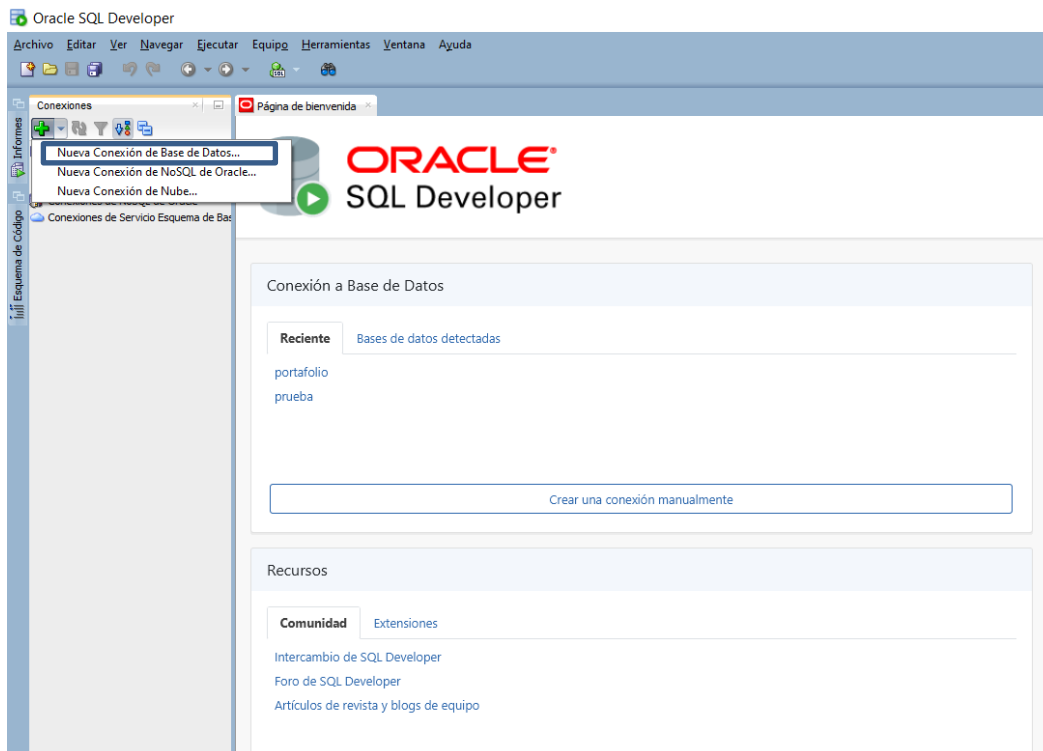 Oracle SQL Developer
Archivo Editar Ver Navegar Ejecutar Equipo Herramientas Ventana Ayuda
SQL
Conexiones
Página de bienvenida
Informes
Esquema de Código
Nueva Conexión de Base de Datos...
Nueva Conexión de NoSQL de Oracle...
Nueva Conexión de Nube...
Conexiones de Servicio Esquema de Bas
ORACLE
SQL Developer
Conexión a Base de Datos
Reciente Bases de datos detectadas
portafolio
prueba
Crear una conexión manualmente
Recursos
Comunidad Extensiones
Intercambio de SQL Developer
Foro de SQL Developer
Artículos de revista y blogs de equipo